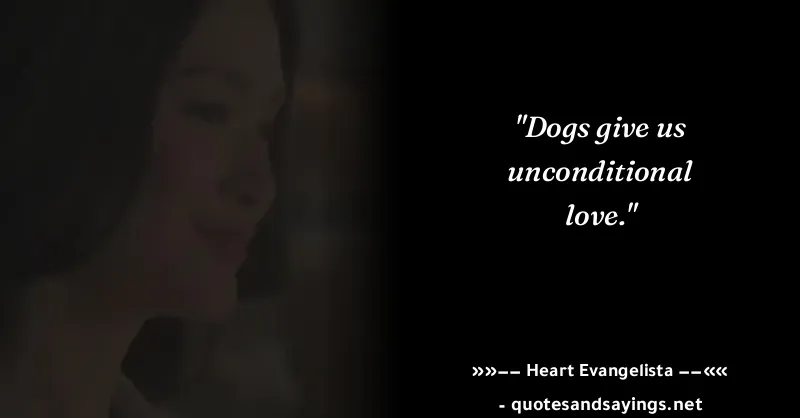 "Dogs give us
unconditional
love."
»»−− Heart Evangelista −−««
- quotesandsayings.net